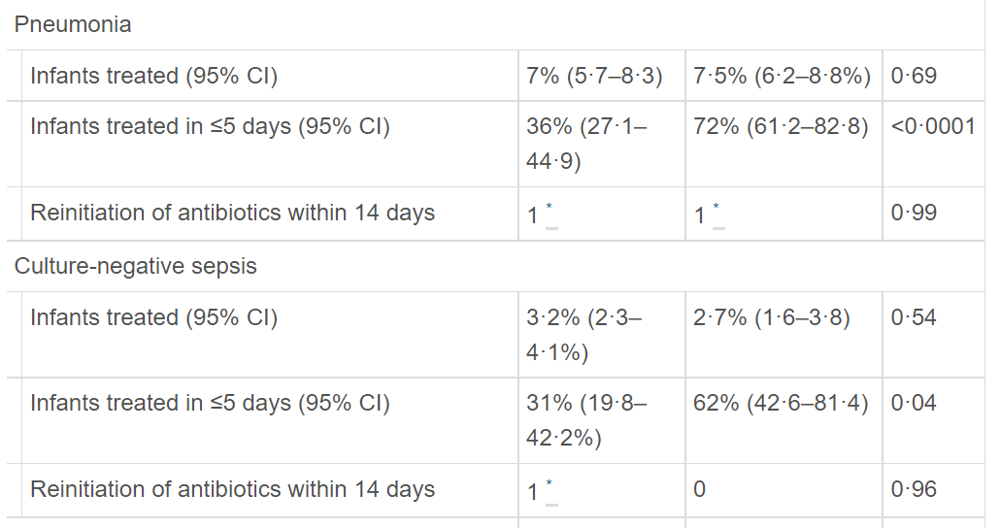 Pneumonia
Infants treated (95% CI) 7% (5·7–8·3) 7·5% (6·2–8·8%) 0·69
Infants treated in ≤5 days (95% CI) 36% (27·1– 72% (61·2–82·8) <0·0001
44·9)
Reinitiation of antibiotics within 14 days 1 * 1 * 0·99
Culture-negative sepsis
Infants treated (95% CI) 3·2% (2·3– 2·7% (1·6–3·8) 0·54
4·1%)
Infants treated in ≤5 days (95% CI) 31% (19·8– 62% (42·6–81·4) 0·04
42·2%)
Reinitiation of antibiotics within 14 days 1 * 0 0·96